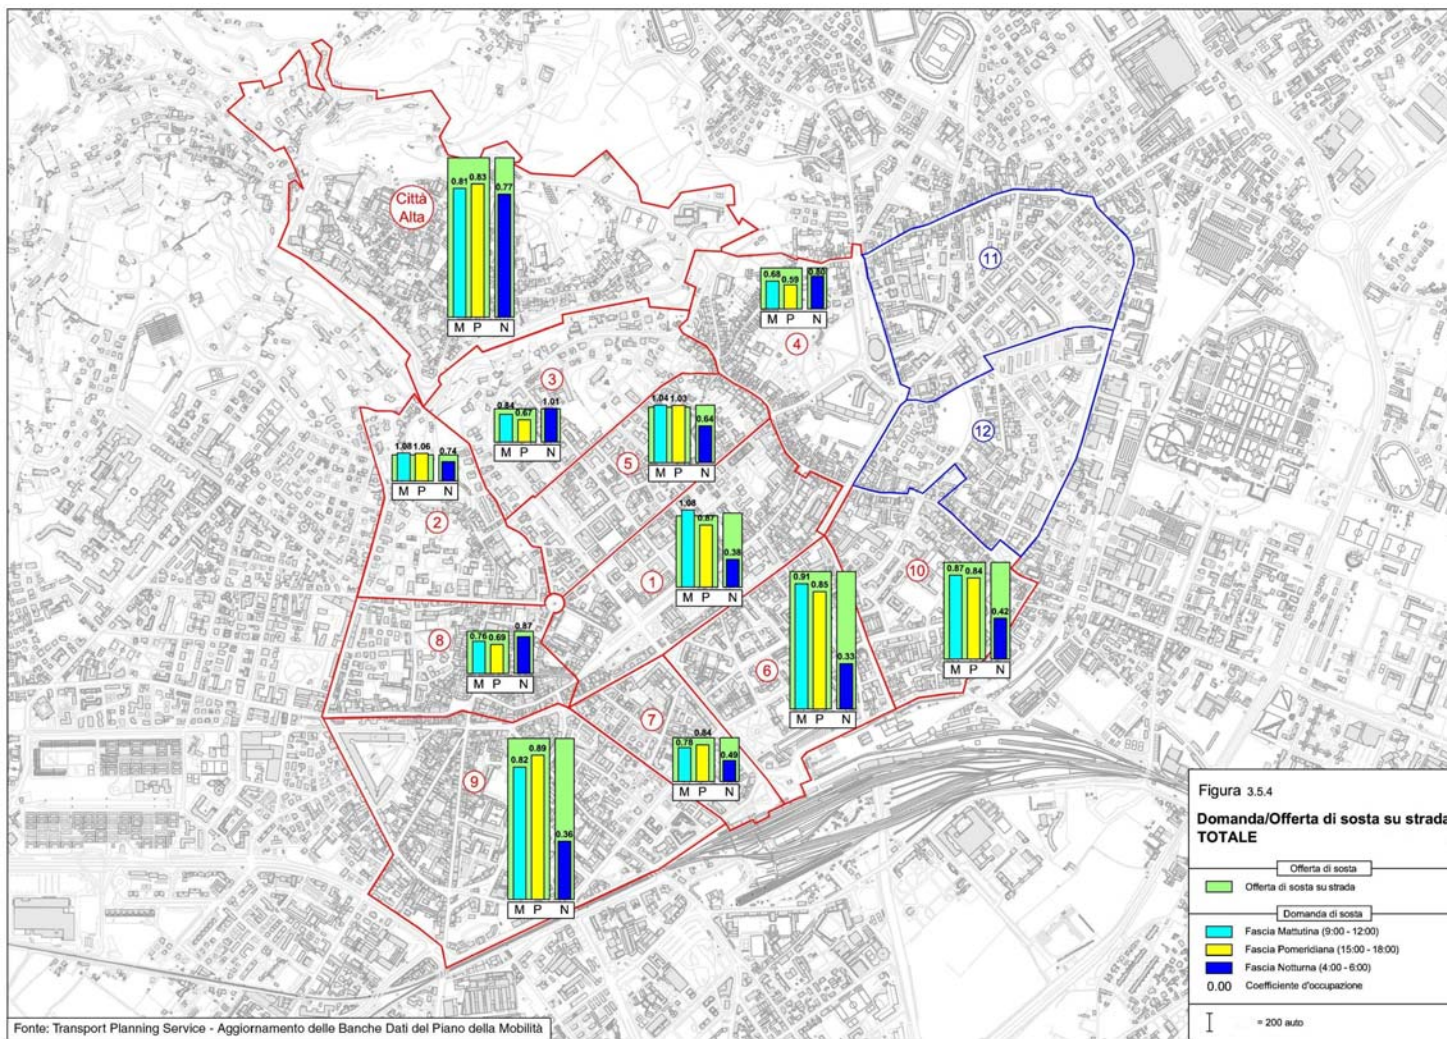 Città
Alta
0.81 0.83 0.77
M P N
11
0.68 0.59 0.80
M P N
4
3
0.84 0.67 1.01
M P N
1.04 1.03 0.64
M P N
5
12
1.08 1.06 0.74
M P N
2
1.08 0.87 0.38
M P N
1
10
0.87 0.84 0.42
M P N
0.91 0.85 0.33
M P N
6
8
0.76 0.69 0.87
M P N
7
0.78 0.84 0.49
M P N
9
0.82 0.89 0.36
M P N
Figura 3.5.4
Domanda/Offerta di sosta su strada
TOTALE
Offerta di sosta
Offerta di sosta su strada
Domanda di sosta
Fascia Mattutina (9:00 - 12:00)
Fascia Pomeridiana (15:00 - 18:00)
Fascia Notturna (4:00 - 6:00)
0.00 Coefficiente d'occupazione
= 200 auto
Fonte: Transport Planning Service - Aggiornamento delle Banche Dati del Piano della Mobilità